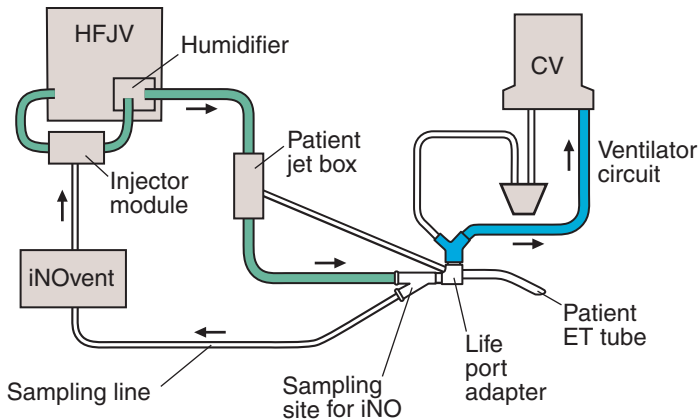 HFJV
Humidifier
CV
Patient
jet box
Ventilator
circuit
Injector
module
iNOvent
Patient
ET tube
Life
port
adapter
Sampling line
Sampling
site for iNO